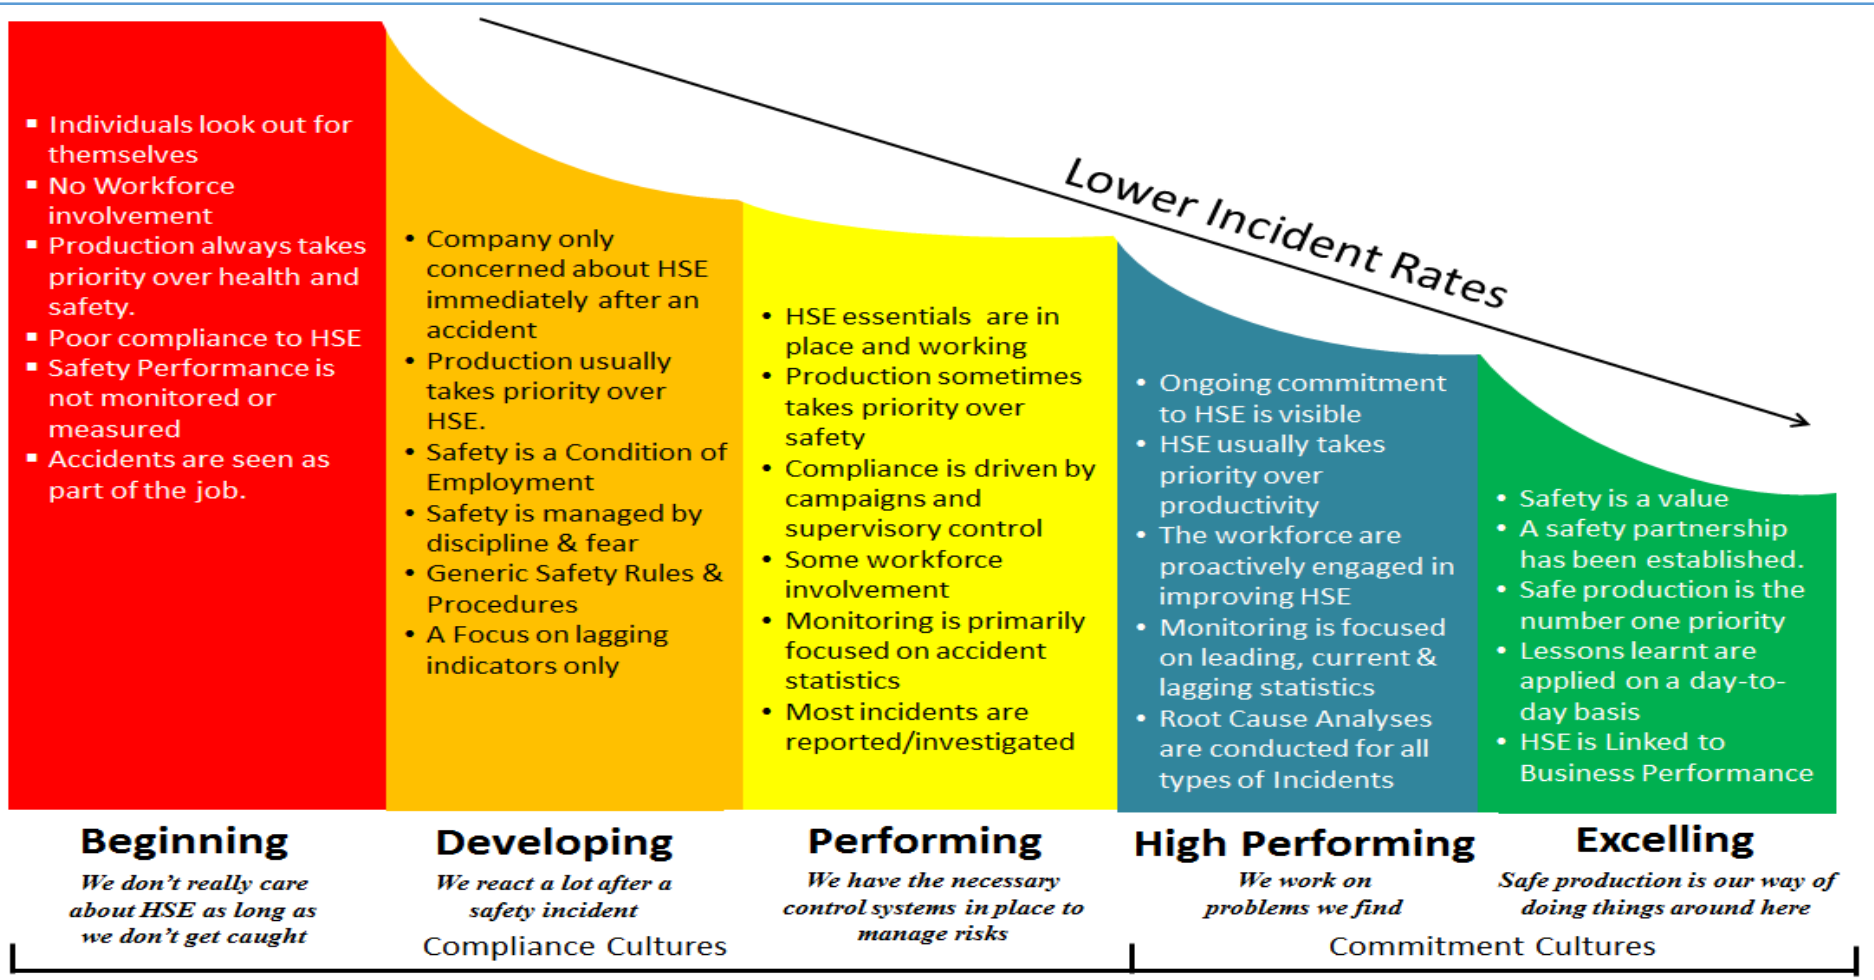 Lower Incident Rates
▪ Individuals look out for
themselves
▪ No Workforce
involvement
▪ Production always takes
priority over health and
safety.
▪ Poor compliance to HSE
▪ Safety Performance is
not monitored or
measured
▪ Accidents are seen as
part of the job.
• Company only
concerned about HSE
immediately after an
accident
• Production usually
takes priority over
HSE.
• Safety is a Condition of
Employment
• Safety is managed by
discipline & fear
• Generic Safety Rules &
Procedures
• A Focus on lagging
indicators only
• HSE essentials are in
place and working
• Production sometimes
takes priority over
safety
• Compliance is driven by
campaigns and
supervisory control
• Some workforce
involvement
• Monitoring is primarily
focused on accident
statistics
• Most incidents are
reported/investigated
• Ongoing commitment
to HSE is visible
• HSE usually takes
priority over
productivity
• The workforce are
proactively engaged in
improving HSE
• Monitoring is focused
on leading, current &
lagging statistics
• Root Cause Analyses
are conducted for all
types of Incidents
• Safety is a value
• A safety partnership
has been established.
• Safe production is the
number one priority
• Lessons learnt are
applied on a day-to-
day basis
• HSE is Linked to
Business Performance
Beginning
We don't really care
about HSE as long as
we don't get caught
Developing
We react a lot after a
safety incident
Performing
We have the necessary
control systems in place to
manage risks
High Performing
We work on
problems we find
Excelling
Safe production is our way of
doing things around here
Compliance Cultures
Commitment Cultures